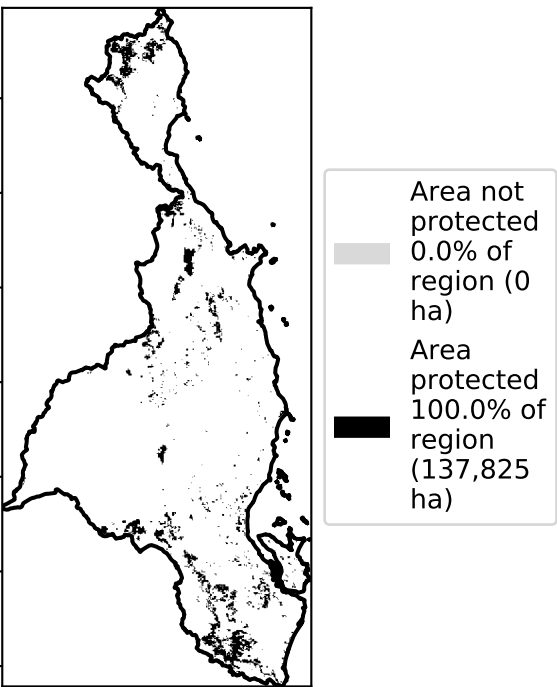 Area not
protected
0.0% of
region (0
ha)
Area
protected
100.0% of
region
(137,825
ha)